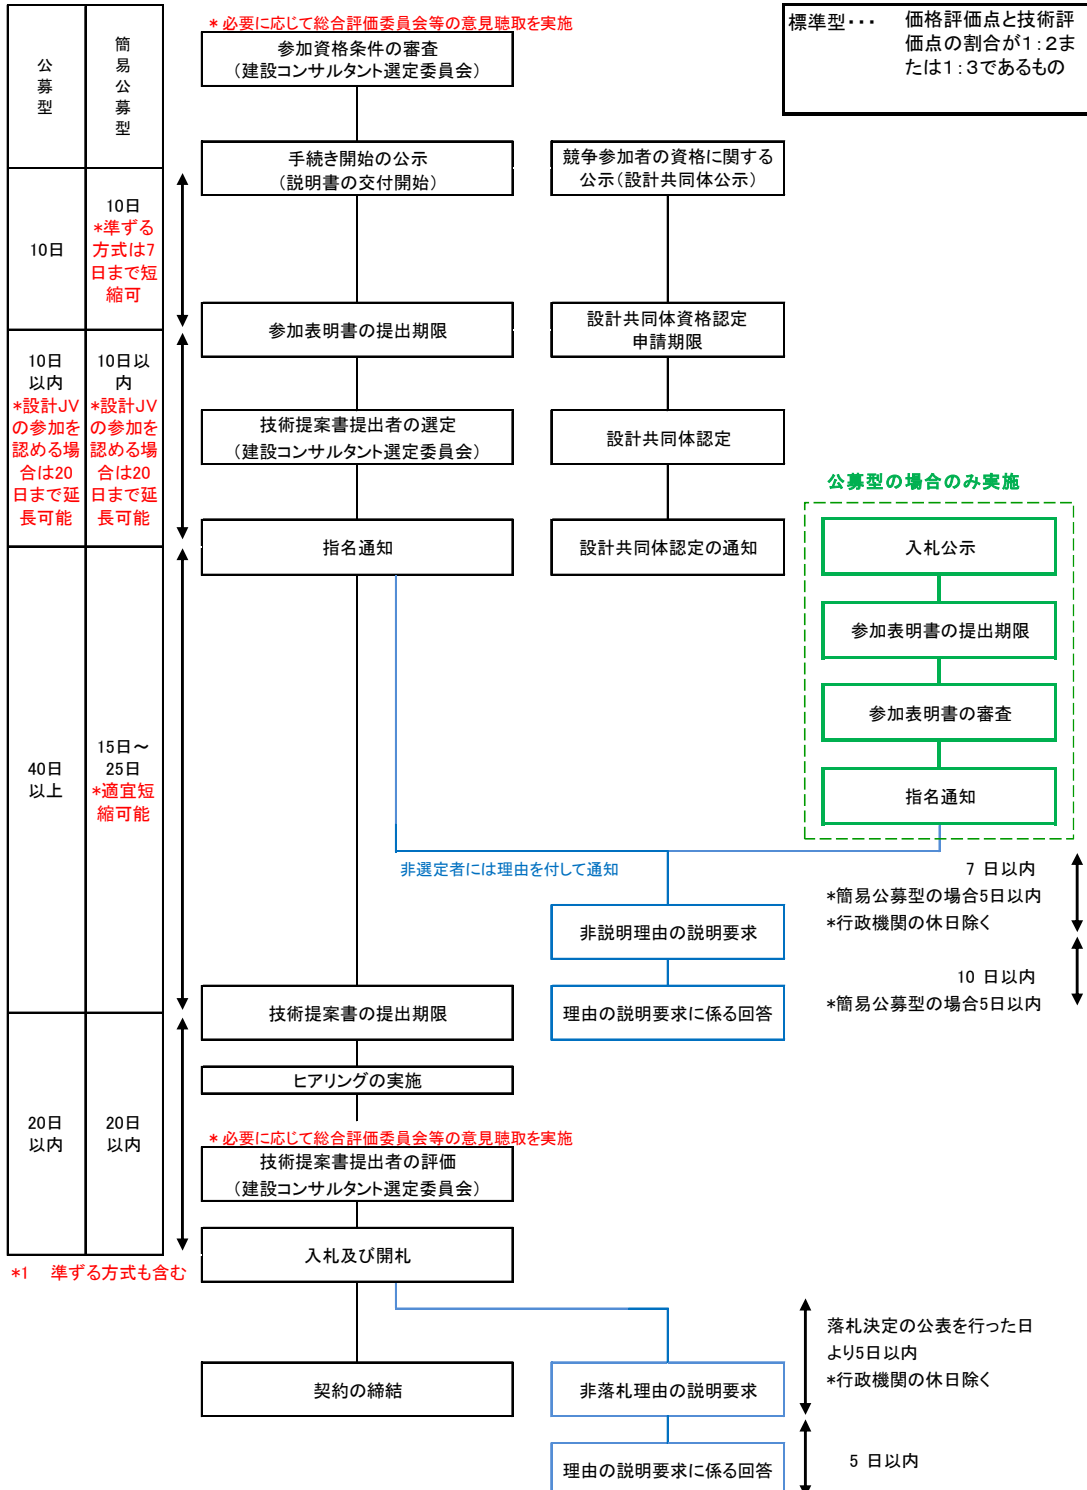 公募型
簡易公募型
10日
10日
*準ずる
方式は7
日まで短
縮可
10日
以内
*設計JV
の参加を
認める場
合は20
日まで延
長可能
10日以
内
*設計JV
の参加を
認める場
合は20
日まで延
長可能
40日
以上
15日～
25日
*適宜短
縮可能
20日
以内
20日
以内
*1 準ずる方式も含む
*必要に応じて総合評価委員会等の意見聴取を実施
参加資格条件の審査
（建設コンサルタント選定委員会）
手続き開始の公示
（説明書の交付開始）
参加表明書の提出期限
技術提案書提出者の選定
（建設コンサルタント選定委員会）
指名通知
技術提案書の提出期限
ヒアリングの実施
*必要に応じて総合評価委員会等の意見聴取を実施
技術提案書提出者の評価
（建設コンサルタント選定委員会）
入札及び開札
契約の締結
標準型・・・ 価格評価点と技術評
価点の割合が1:2ま
たは1:3であるもの
競争参加者の資格に関する
公示（設計共同体公示）
設計共同体資格認定
申請期限
設計共同体認定
設計共同体認定の通知
公募型の場合のみ実施
入札公示
参加表明書の提出期限
参加表明書の審査
指名通知
非選定者には理由を付して通知
非説明理由の説明要求
理由の説明要求に係る回答
7 日以内
*簡易公募型の場合5日以内
*行政機関の休日除く
10 日以内
*簡易公募型の場合5日以内
非落札理由の説明要求
理由の説明要求に係る回答
落札決定の公表を行った日
より5日以内
*行政機関の休日除く
5 日以内